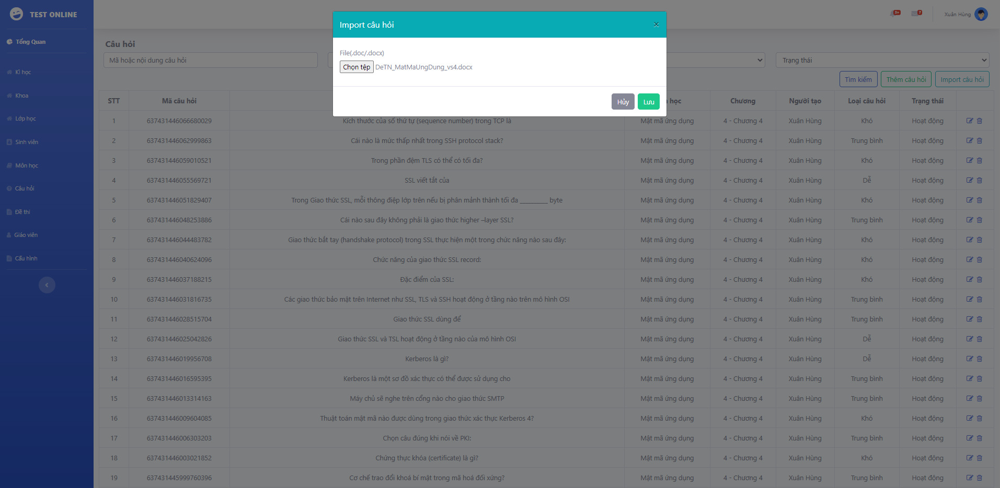 TEST ONLINE
Tổng Quan
Kì học
Khoa
Lớp học
Sinh viên
Môn học
Câu hỏi
Đề thi
Giáo viên
Cấu hình
3+
7
Xuân Hùng
Import câu hỏi
×
File(.doc/.docx)
Chọn tệp DeTN_MatMaUngDung_vs4.docx
Hủy Lưu
Câu hỏi
Mã hoặc nội dung câu hỏi
Trạng thái
Tìm kiếm Thêm câu hỏi Import câu hỏi
STT Mã câu hỏi học Chương Người tạo Loại câu hỏi Trạng thái
1 637431446066680029 Kích thước của số thứ tự (sequence number) trong TCP là Mật mã ứng dụng 4 - Chương 4 Xuân Hùng Khó Hoạt động
2 637431446062999863 Cái nào là mức thấp nhất trong SSH protocol stack? Mật mã ứng dụng 4 - Chương 4 Xuân Hùng Trung bình Hoạt động
3 637431446059010521 Trong phần đệm TLS có thể có tối đa? Mật mã ứng dụng 4 - Chương 4 Xuân Hùng Khó Hoạt động
4 637431446055569721 SSL viết tắt của Mật mã ứng dụng 4 - Chương 4 Xuân Hùng Dễ Hoạt động
5 637431446051829407 Trong Giao thức SSL, mỗi thông điệp lớp trên nếu bị phân mảnh thành tối đa _________ byte Mật mã ứng dụng 4 - Chương 4 Xuân Hùng Khó Hoạt động
6 637431446048253886 Cái nào sau đây không phải là giao thức higher –layer SSL? Mật mã ứng dụng 4 - Chương 4 Xuân Hùng Trung bình Hoạt động
7 637431446044483782 Giao thức bắt tay (handshake protocol) trong SSL thực hiện một trong chức năng nào sau đây: Mật mã ứng dụng 4 - Chương 4 Xuân Hùng Khó Hoạt động
8 637431446040624096 Chức năng của giao thức SSL record: Mật mã ứng dụng 4 - Chương 4 Xuân Hùng Khó Hoạt động
9 637431446037188215 Đặc điểm của SSL: Mật mã ứng dụng 4 - Chương 4 Xuân Hùng Khó Hoạt động
10 637431446031816735 Các giao thức bảo mật trên Internet như SSL, TLS và SSH hoạt động ở tầng nào trên mô hình OSI Mật mã ứng dụng 4 - Chương 4 Xuân Hùng Trung bình Hoạt động
11 637431446028515704 Giao thức SSL dùng để Mật mã ứng dụng 4 - Chương 4 Xuân Hùng Trung bình Hoạt động
12 637431446025042826 Giao thức SSL và TSL hoạt động ở tầng nào của mô hình OSI Mật mã ứng dụng 4 - Chương 4 Xuân Hùng Dễ Hoạt động
13 637431446019956708 Kerberos là gì? Mật mã ứng dụng 4 - Chương 4 Xuân Hùng Dễ Hoạt động
14 637431446016595395 Kerberos là một sơ đồ xác thực có thể được sử dụng cho Mật mã ứng dụng 4 - Chương 4 Xuân Hùng Trung bình Hoạt động
15 637431446013314163 Máy chủ sẽ nghe trên cổng nào cho giao thức SMTP Mật mã ứng dụng 4 - Chương 4 Xuân Hùng Trung bình Hoạt động
16 637431446009604085 Thuật toán mật mã nào được dùng trong giao thức xác thực Kerberos 4? Mật mã ứng dụng 4 - Chương 4 Xuân Hùng Khó Hoạt động
17 637431446006303203 Chọn câu đúng khi nói về PKI: Mật mã ứng dụng 4 - Chương 4 Xuân Hùng Trung bình Hoạt động
18 637431446003021852 Chứng thực khóa (certificate) là gì? Mật mã ứng dụng 4 - Chương 4 Xuân Hùng Khó Hoạt động
19 637431445999760396 Cơ chế trao đổi khoá bí mật trong mã hoá đối xứng? Mật mã ứng dụng 4 - Chương 4 Xuân Hùng Trung bình Hoạt động